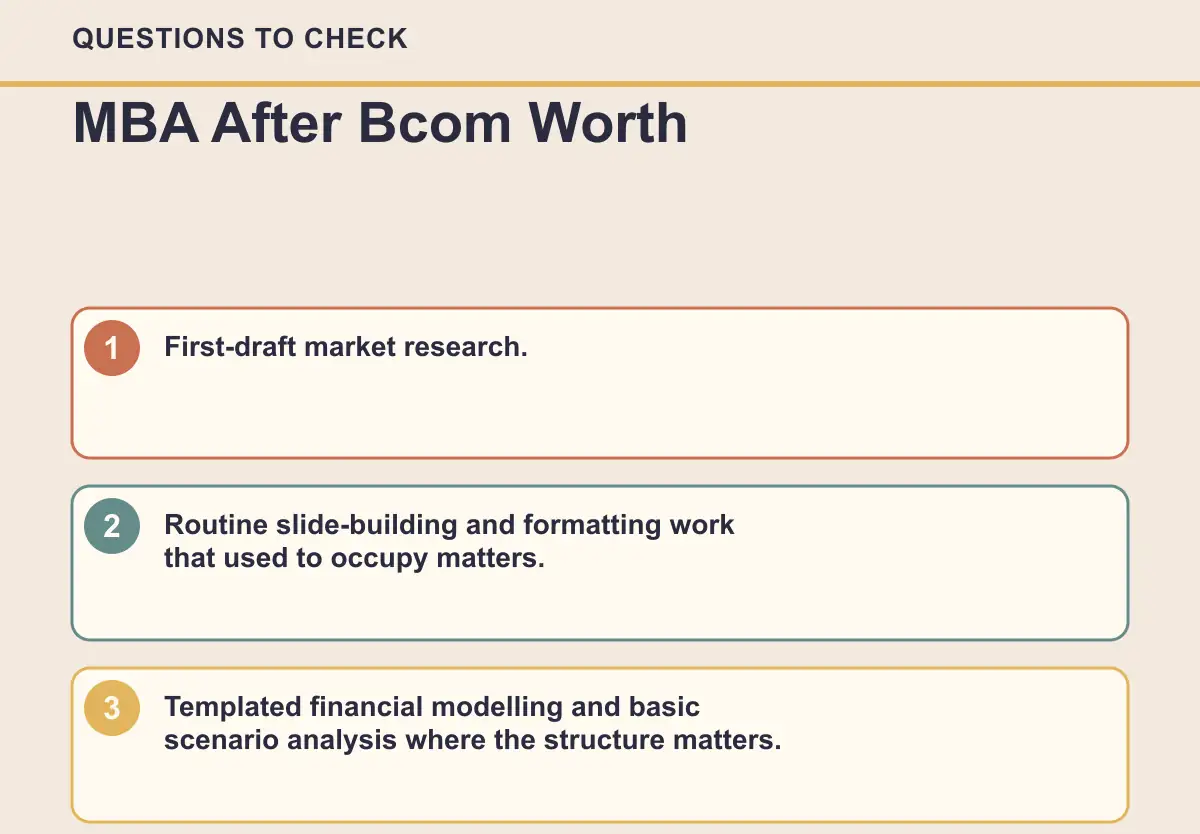 QUESTIONS TO CHECK
MBA After Bcom Worth
1
First-draft market research.
2
Routine slide-building and formatting work
that used to occupy matters.
3
Templated financial modelling and basic
scenario analysis where the structure matters.